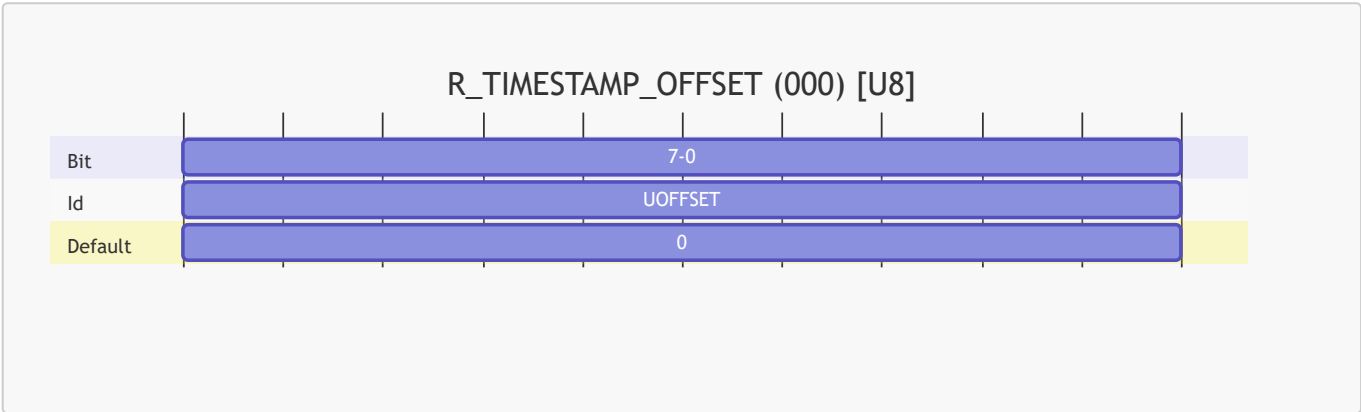 R_TIMESTAMP_OFFSET (000) [U8]
Bit 7-0
Id UOFFSET
Default 0